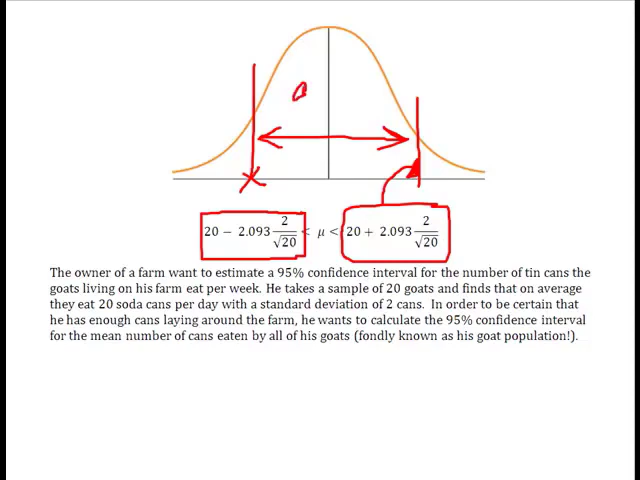 20 − 2.093 2/√20 < μ < 20 + 2.093 2/√20
The owner of a farm want to estimate a 95% confidence interval for the number of tin cans the
goats living on his farm eat per week. He takes a sample of 20 goats and finds that on average
they eat 20 soda cans per day with a standard deviation of 2 cans. In order to be certain that
he has enough cans laying around the farm, he wants to calculate the 95% confidence interval
for the mean number of cans eaten by all of his goats (fondly known as his goat population!).